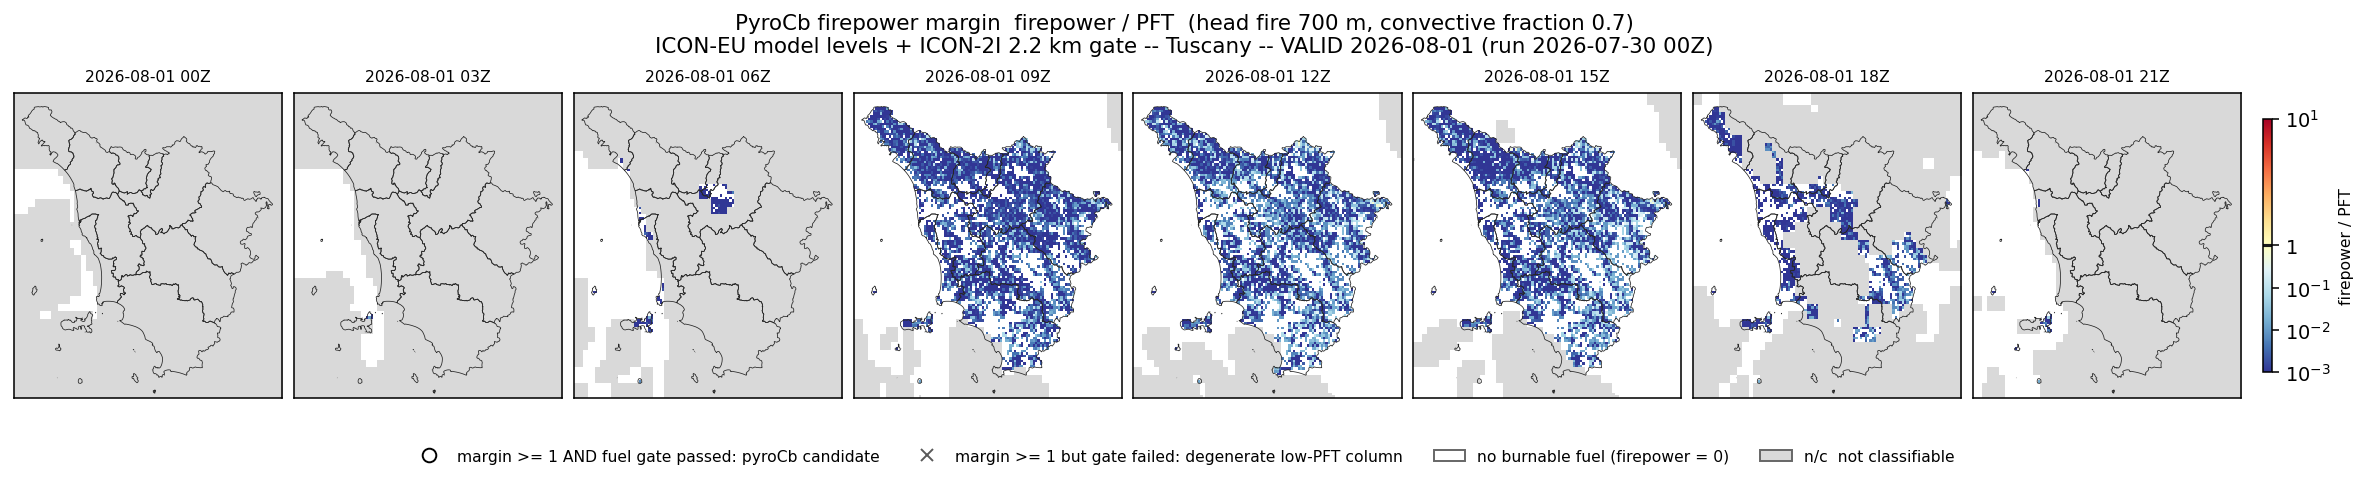 PyroCb firepower margin  firepower / PFT  (head fire 700 m, convective fraction 0.7)
ICON-EU model levels + ICON-2I 2.2 km gate -- Tuscany -- VALID 2026-08-01 (run 2026-07-30 00Z)
2026-08-01 00Z
2026-08-01 03Z
2026-08-01 06Z
2026-08-01 09Z
2026-08-01 12Z
2026-08-01 15Z
2026-08-01 18Z
2026-08-01 21Z
10¹
1
10⁻¹
10⁻²
10⁻³
firepower / PFT
margin >= 1 AND fuel gate passed: pyroCb candidate
margin >= 1 but gate failed: degenerate low-PFT column
no burnable fuel (firepower = 0)
n/c  not classifiable